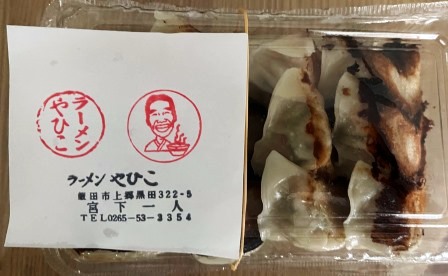 ラーメン
やひこ
ラーメン やひこ
飯田市上郷黒田322-5
宮下一人
TEL0265-53-3354